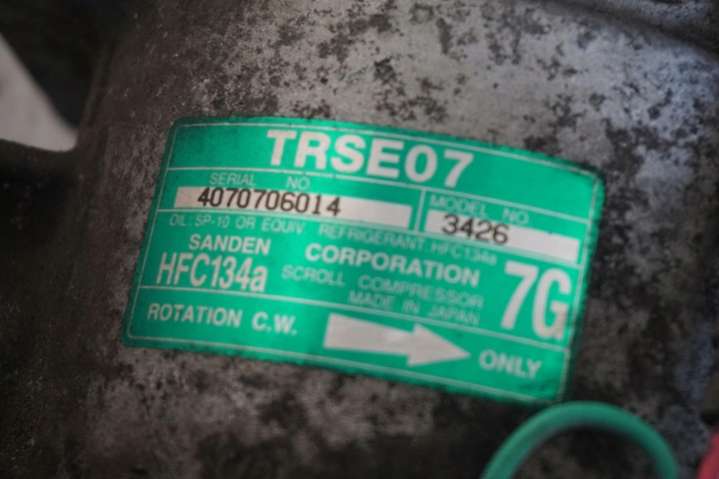 TRSE07
SERIAL NO
4070706014
MODEL NO
3426
OIL: SP-10 OR EQUIV. REFRIGERANT: HFC134a
SANDEN CORPORATION
HFC134a
SCROLL COMPRESSOR
MADE IN JAPAN
7G
ROTATION C.W.
ONLY